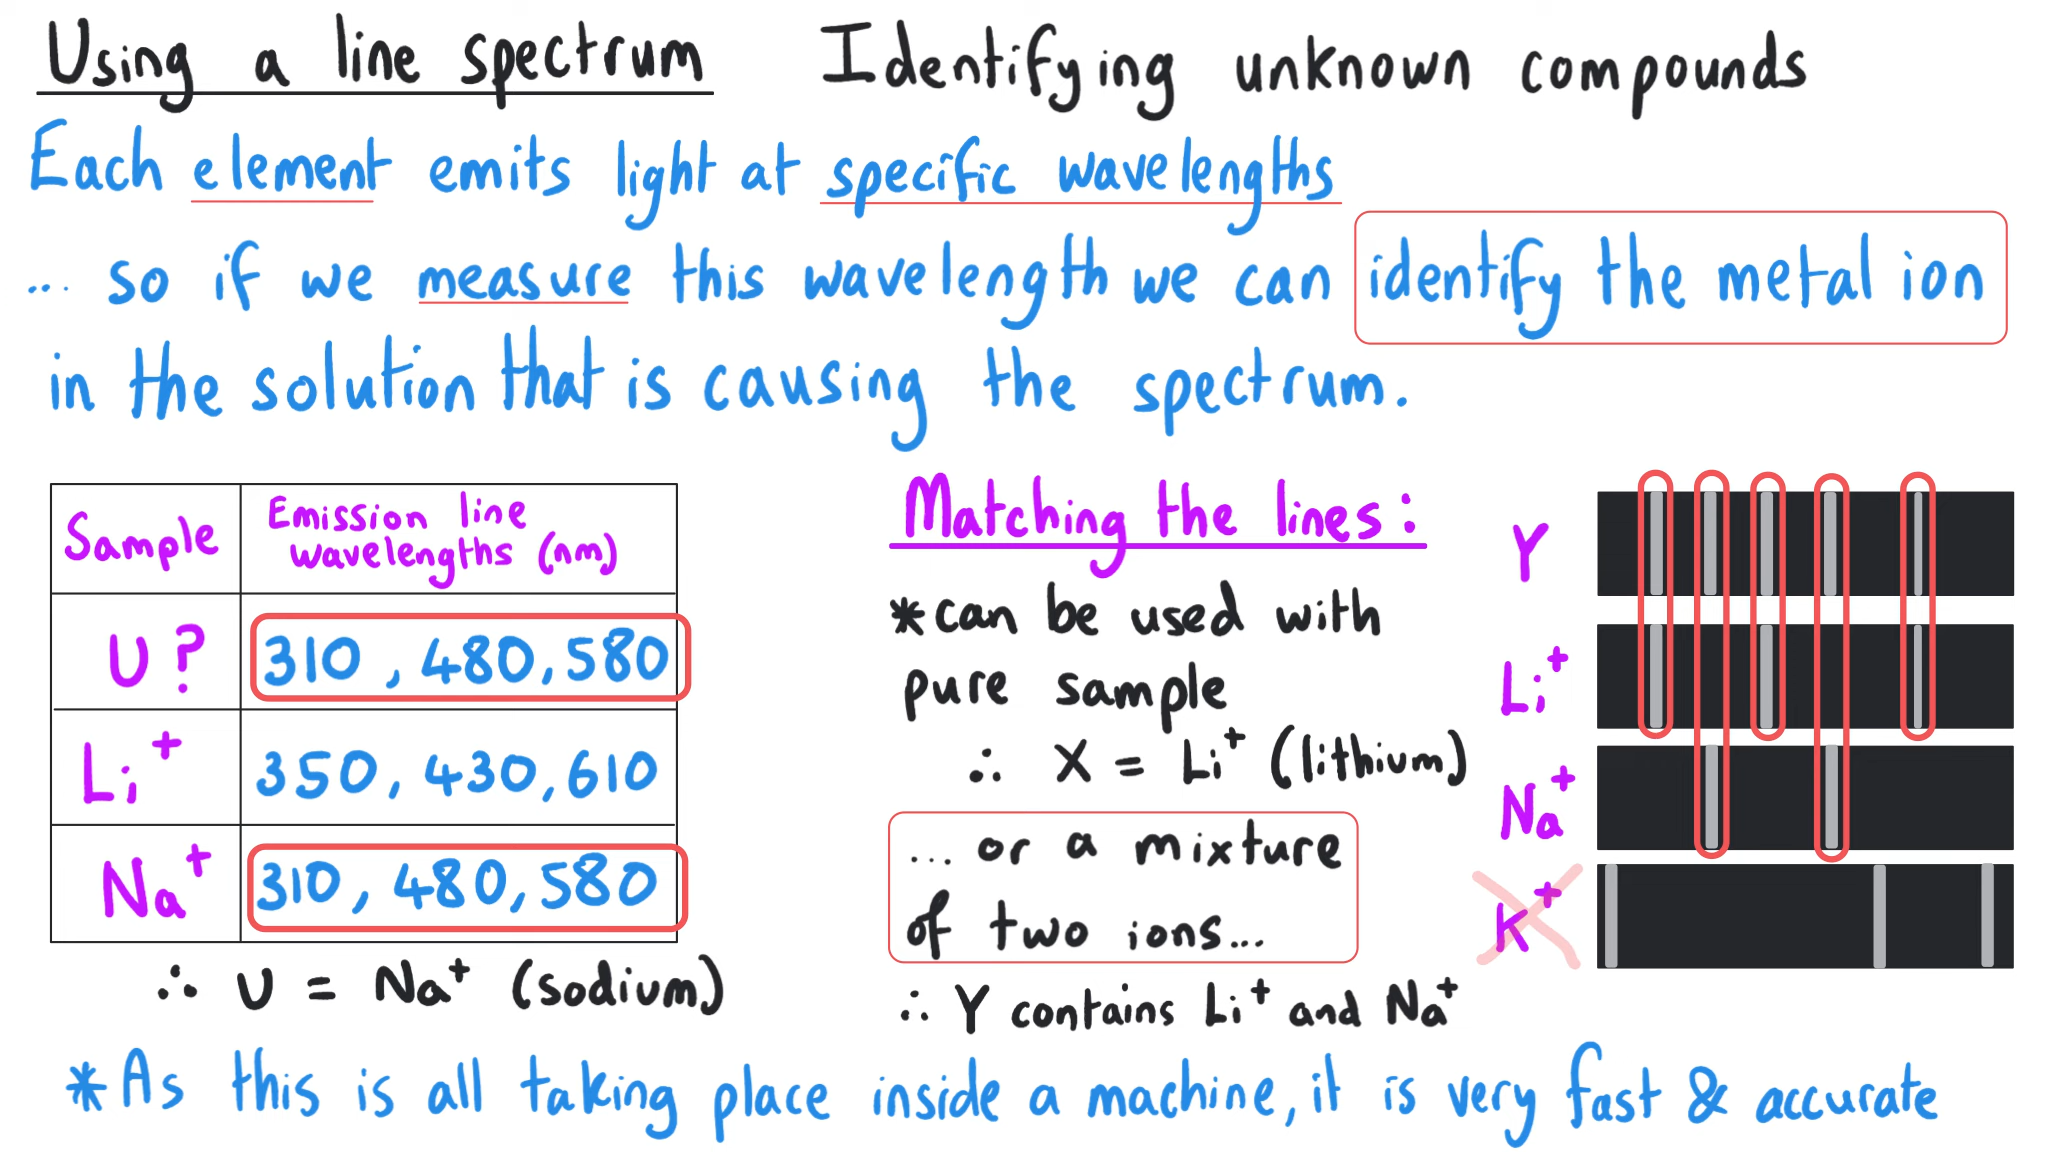 Using a line spectrum Identifying unknown compounds
Each element emits light at specific wavelengths
... so if we measure this wavelength we can identify the metal ion
in the solution that is causing the spectrum.
Sample Emission line
wavelengths (nm)
U? 310, 480, 580
Li+ 350, 430, 610
Na+ 310, 480, 580
∴ U = Na+ (sodium)
Matching the lines:
*can be used with
pure sample
∴ X = Li+ (lithium)
... or a mixture
of two ions...
∴ Y contains Li+ and Na+
Y
Li+
Na+
K+
*As this is all taking place inside a machine, it is very fast & accurate